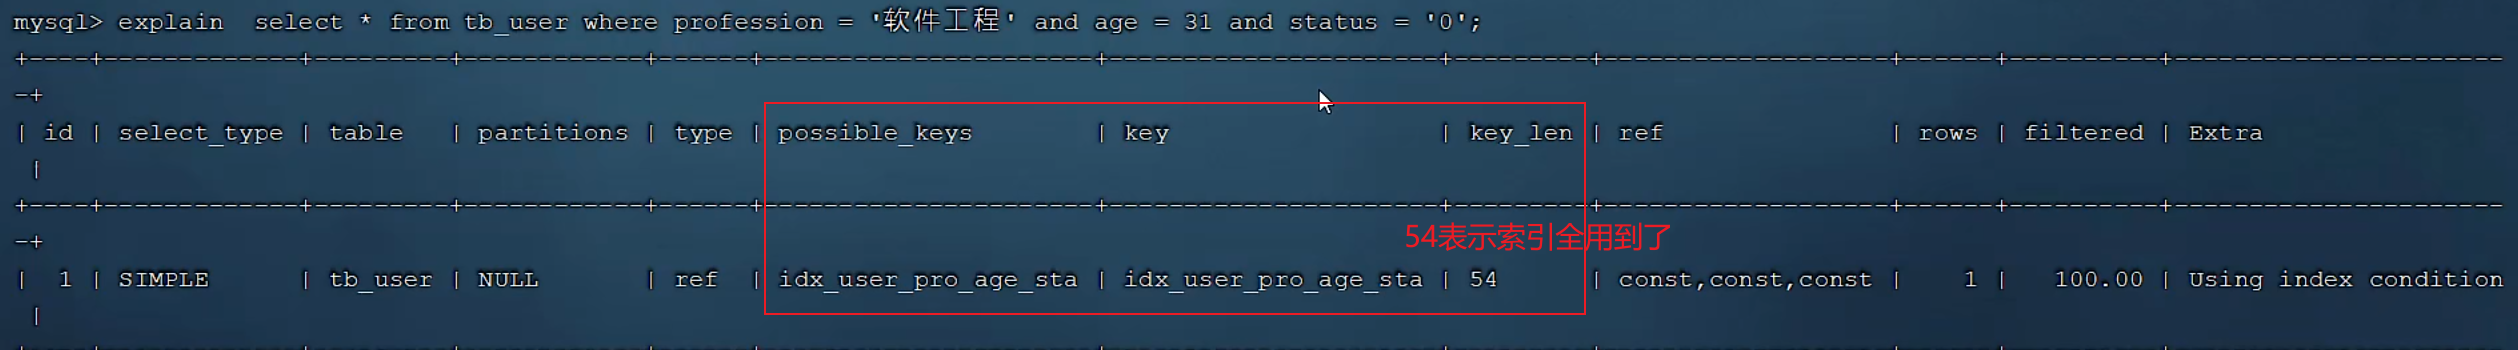 mysql> explain  select * from tb_user where profession = '软件工程' and age = 31 and status = '0';
+----+-------------+---------+------------+------+----------------------+----------------------+---------+-------------------+------+----------+----------------------
-+
| id | select_type | table   | partitions | type | possible_keys        | key                  | key_len | ref               | rows | filtered | Extra
 |
+----+-------------+---------+------------+------+----------------------+----------------------+---------+-------------------+------+----------+----------------------
54表示索引全用到了
-+
|  1 | SIMPLE      | tb_user | NULL       | ref  | idx_user_pro_age_sta | idx_user_pro_age_sta | 54      | const,const,const |    1 |   100.00 | Using index condition
 |